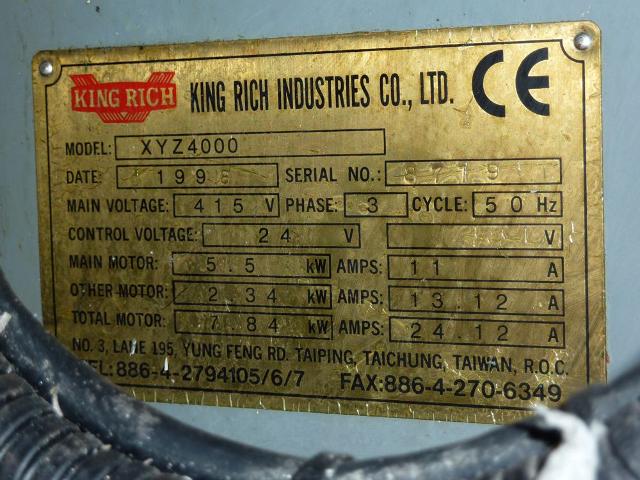 KING RICH KING RICH INDUSTRIES CO., LTD. CE
MODEL: XYZ4000
DATE: 1998 SERIAL NO.:
MAIN VOLTAGE: 415 V PHASE: 3 CYCLE: 50 Hz
CONTROL VOLTAGE: 24 V V
MAIN MOTOR: 5.5 kW AMPS: 11 A
OTHER MOTOR: 2.34 kW AMPS: 13.12 A
TOTAL MOTOR: 7.84 kW AMPS: 24.12 A
NO. 3, LANE 195, YUNG FENG RD. TAIPING, TAICHUNG, TAIWAN, R.O.C.
TEL:886-4-2794105/6/7 FAX:886-4-270-6349